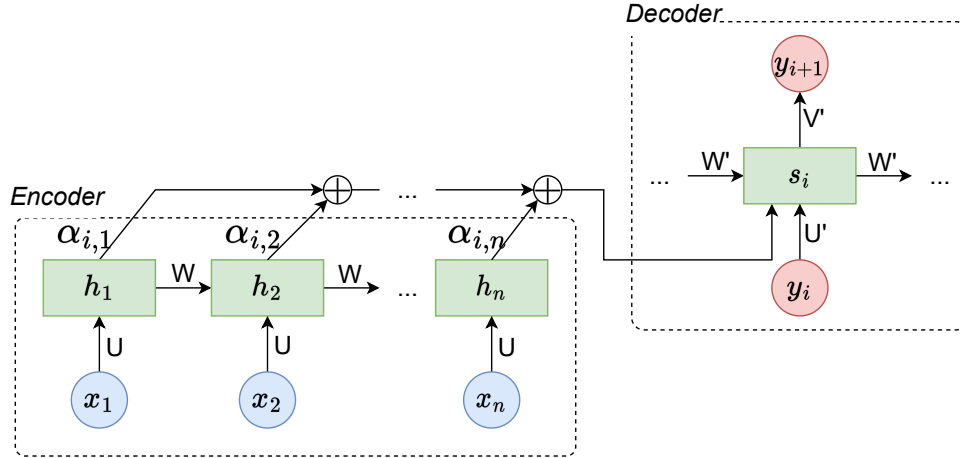 Decoder
y_{i+1}
V'
... W' s_i W' ...
Encoder
...
α_{i,1} α_{i,2} α_{i,n}
U'
h_1 W h_2 W ... h_n
y_i
U U U
x_1 x_2 x_n